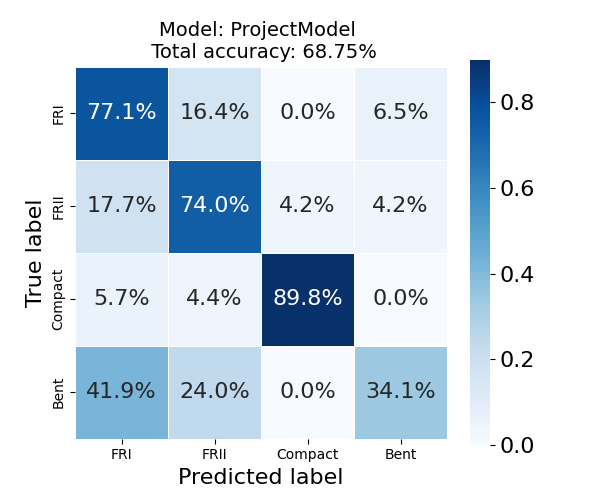 Model: ProjectModel
Total accuracy: 68.75%
True label
FRI
77.1% 16.4% 0.0% 6.5%
FRII
17.7% 74.0% 4.2% 4.2%
Compact
5.7% 4.4% 89.8% 0.0%
Bent
41.9% 24.0% 0.0% 34.1%
FRI FRII Compact Bent
Predicted label
0.8
0.6
0.4
0.2
0.0